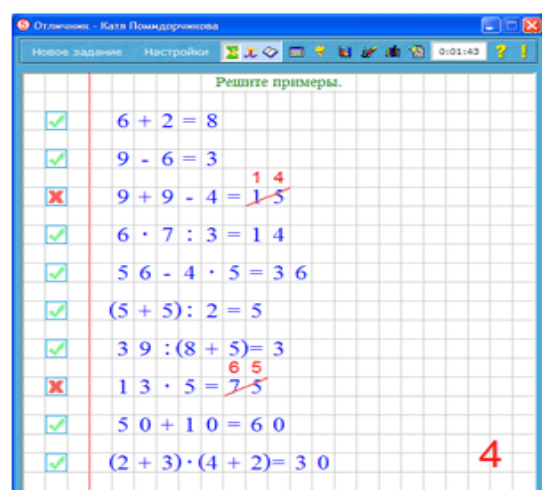 Отличник - Катя Помидорчикова
Новое задание Настройки 0:01:43
Решите примеры.
6 + 2 = 8
9 - 6 = 3
1 4
9 + 9 - 4 = 1 5
6 · 7 : 3 = 1 4
5 6 - 4 · 5 = 3 6
(5 + 5) : 2 = 5
3 9 : (8 + 5) = 3
6 5
1 3 · 5 = 7 5
5 0 + 1 0 = 6 0
(2 + 3) · (4 + 2) = 3 0
4